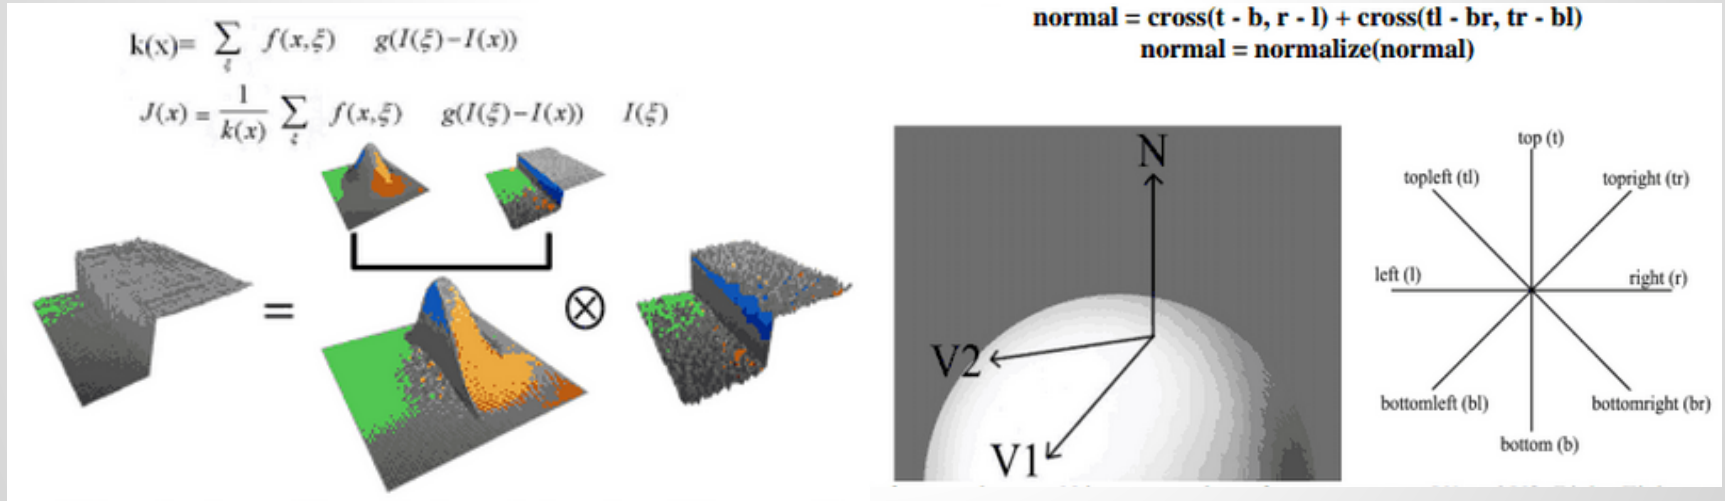 k(x)= ∑ξ f(x,ξ) g(I(ξ)−I(x))
J(x) = 1/k(x) ∑ξ f(x,ξ) g(I(ξ)−I(x)) I(ξ)
=
⊗
normal = cross(t - b, r - l) + cross(tl - br, tr - bl)
normal = normalize(normal)
N
V2
V1
top (t)
topleft (tl)
topright (tr)
left (l)
right (r)
bottomleft (bl)
bottomright (br)
bottom (b)